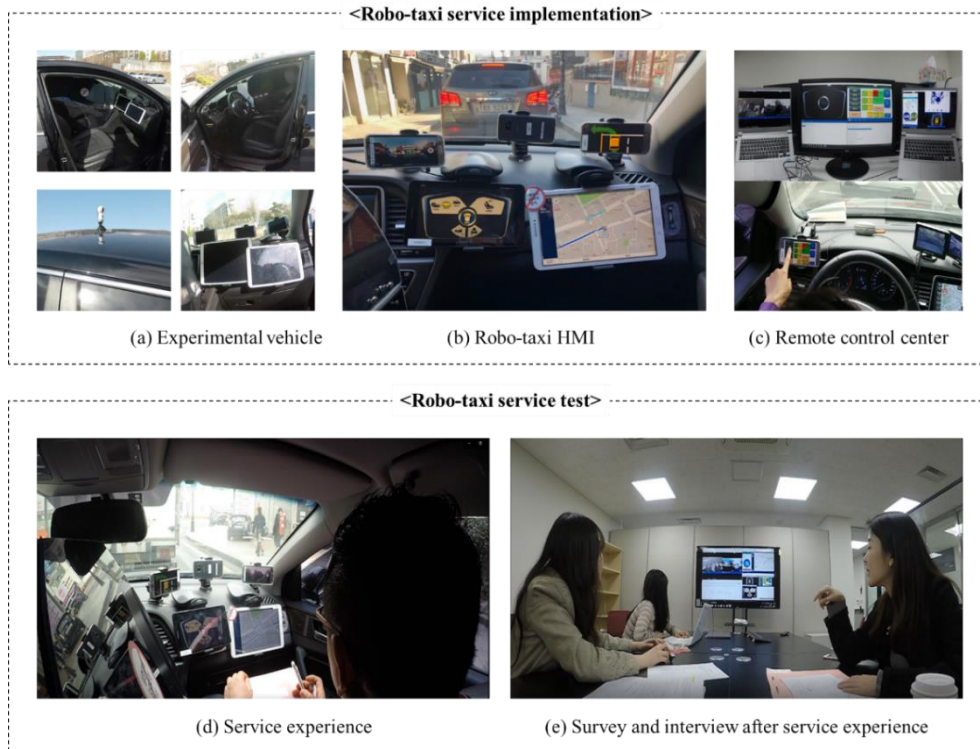 <Robo-taxi service implementation>
(a) Experimental vehicle
(b) Robo-taxi HMI
(c) Remote control center
<Robo-taxi service test>
(d) Service experience
(e) Survey and interview after service experience